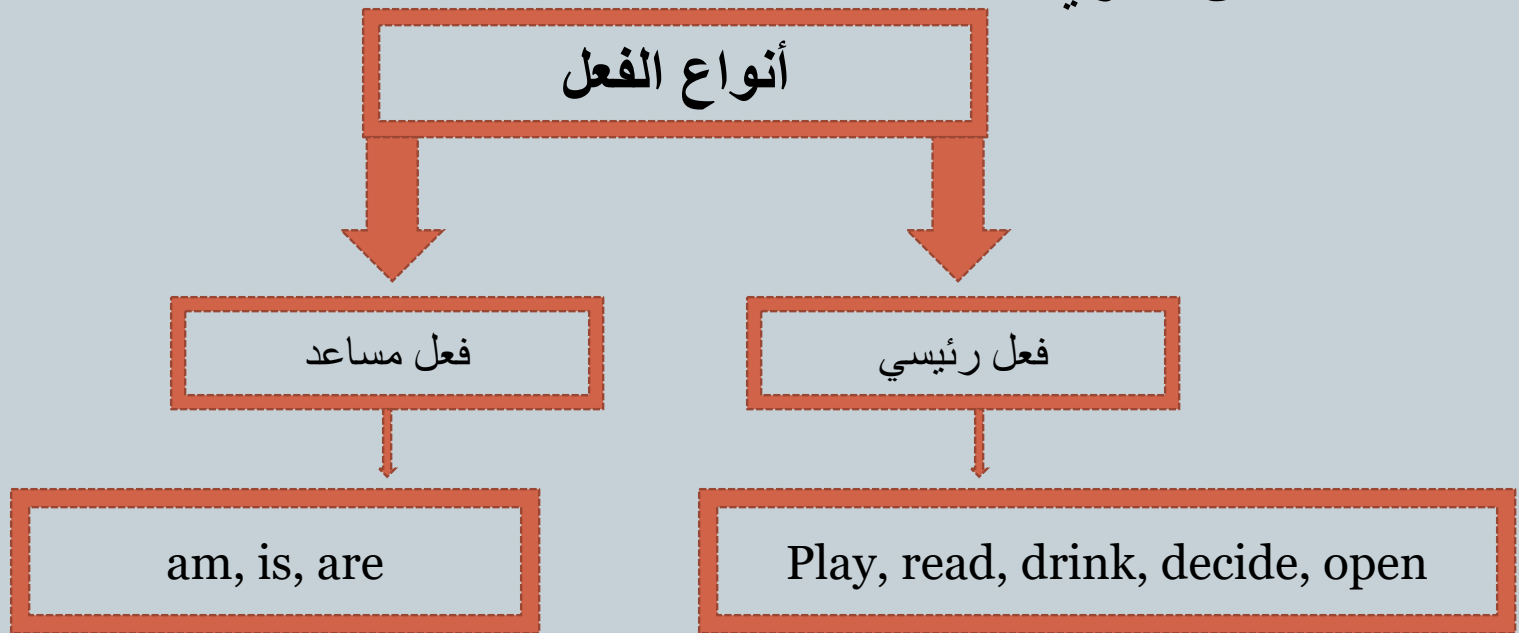 أنواع الفعل
فعل رئيسي
فعل مساعد
Play, read, drink, decide, open
am, is, are